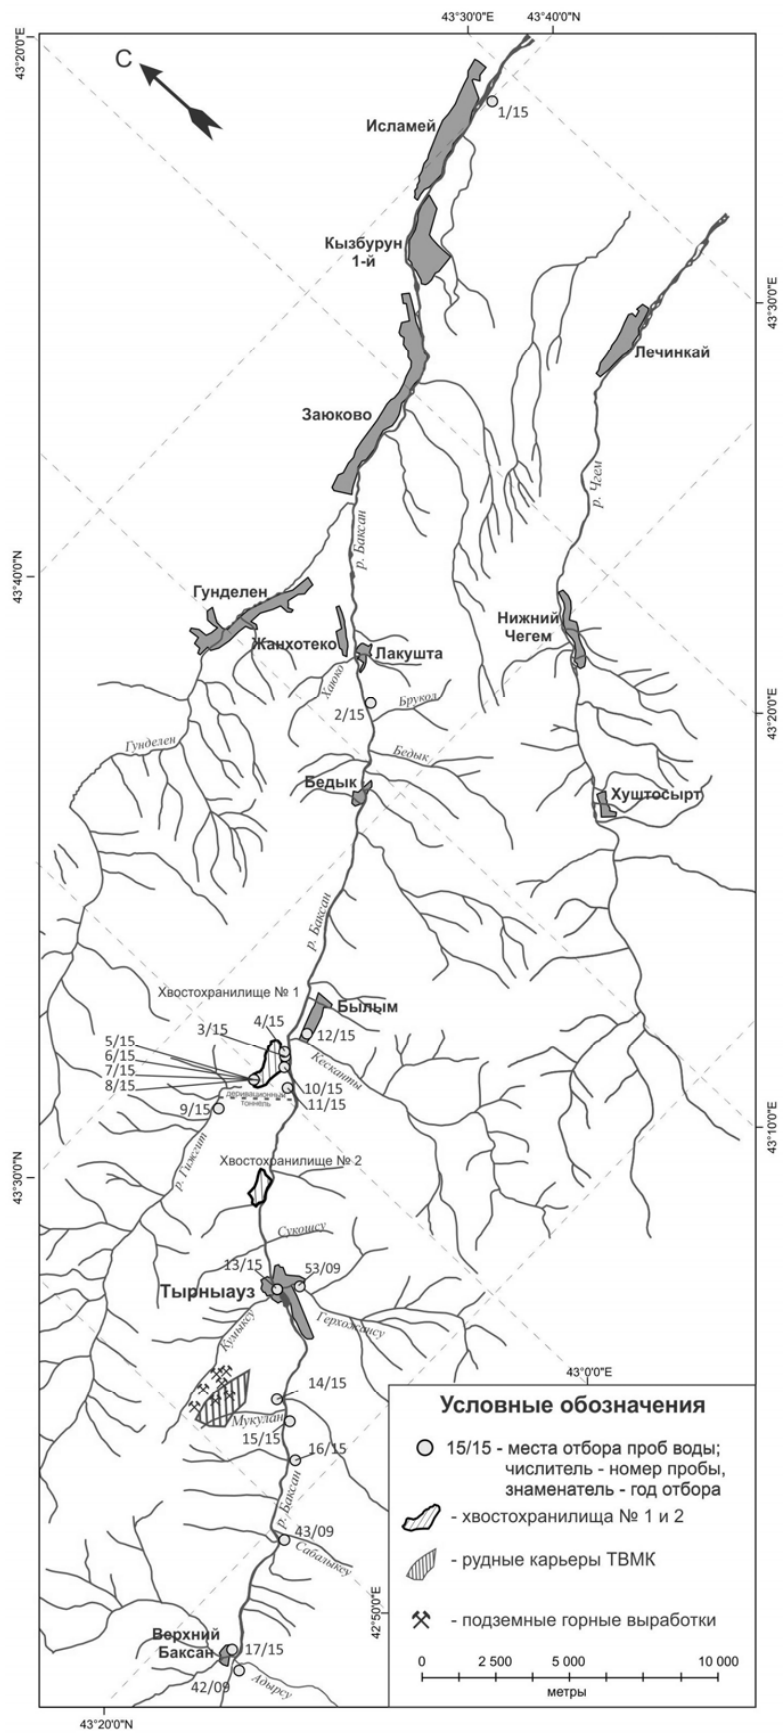 43°30'0"E
43°40'0"N
43°20'0"E
С
1/15
Исламей
Кызбурун
1-й
43°30'0"E
Лечинкай
Заюково
р. Чгем
р. Баксан
43°40'0"N
Гунделен
Нижний
Чегем
Жанхотеко
Лакушта
Хаюко
2/15
Брукол
43°20'0"E
Гунделен
Бедык
Бедык
Хуштосырт
р. Баксан
Хвостохранилище № 1
Былым
3/15
4/15
12/15
5/15
6/15
7/15
8/15
Кесканты
10/15
деривационный
тоннель
11/15
9/15
43°10'0"E
р. Гижгит
Хвостохранилище № 2
43°30'0"N
Сукошсу
13/15
53/09
Тырныауз
Герхожансу
Кумыксу
43°0'0"E
14/15
Мукулан
15/15
16/15
р. Баксан
43/09
Сабалыксу
42°50'0"E
Верхний
Баксан
17/15
42/09
Адырсу
43°20'0"N
Условные обозначения
15/15 - места отбора проб воды;
числитель - номер пробы,
знаменатель - год отбора
- хвостохранилища № 1 и 2
- рудные карьеры ТВМК
- подземные горные выработки
0 2 500 5 000 10 000
метры